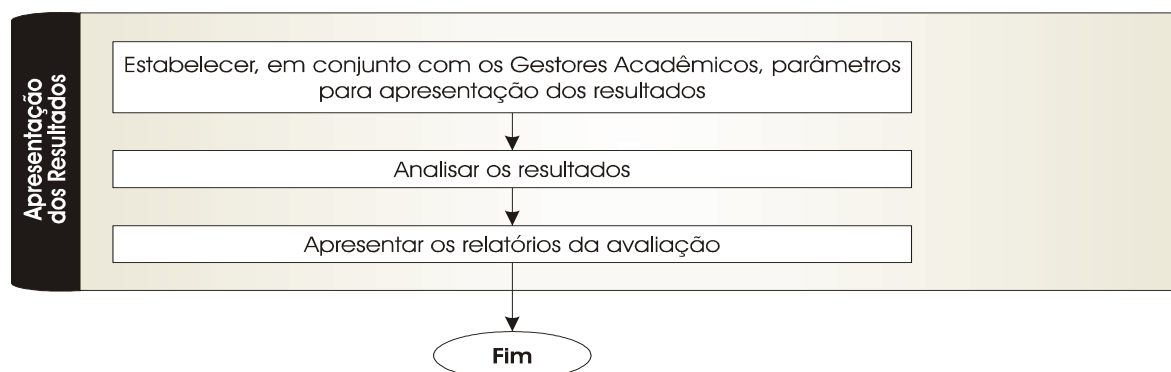 Apresentação
dos Resultados
Estabelecer, em conjunto com os Gestores Acadêmicos, parâmetros
para apresentação dos resultados
Analisar os resultados
Apresentar os relatórios da avaliação
Fim